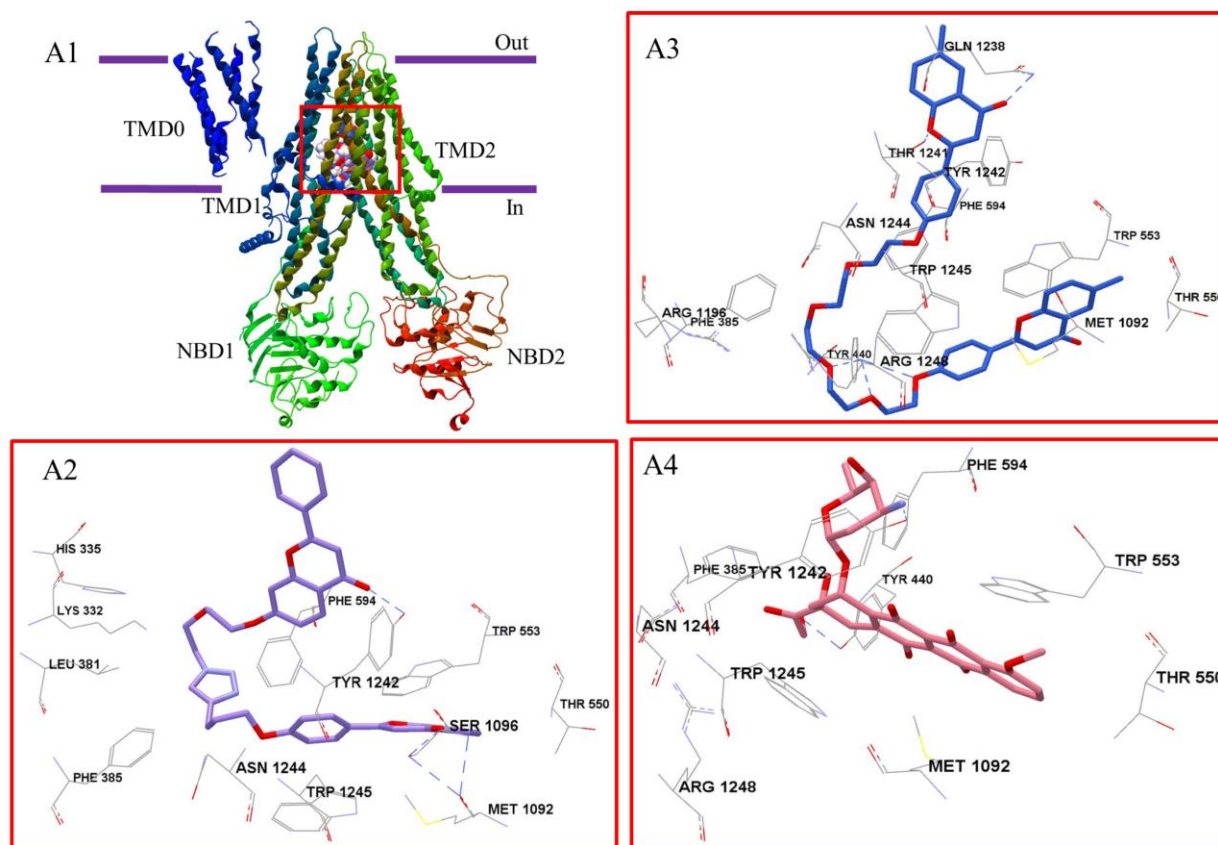 A1
Out
TMD0
TMD2
TMD1
In
NBD1
NBD2
A3
GLN 1238
THR 1241
TYR 1242
PHE 594
ASN 1244
TRP 553
TRP 1245
ARG 1196
PHE 385
THR 550
MET 1092
TYR 440
ARG 1248
A2
HIS 335
PHE 594
LYS 332
TRP 553
LEU 381
TYR 1242
THR 550
SER 1096
ASN 1244
PHE 385
TRP 1245
MET 1092
A4
PHE 594
TRP 553
PHE 385
TYR 1242
TYR 440
ASN 1244
TRP 1245
THR 550
MET 1092
ARG 1248